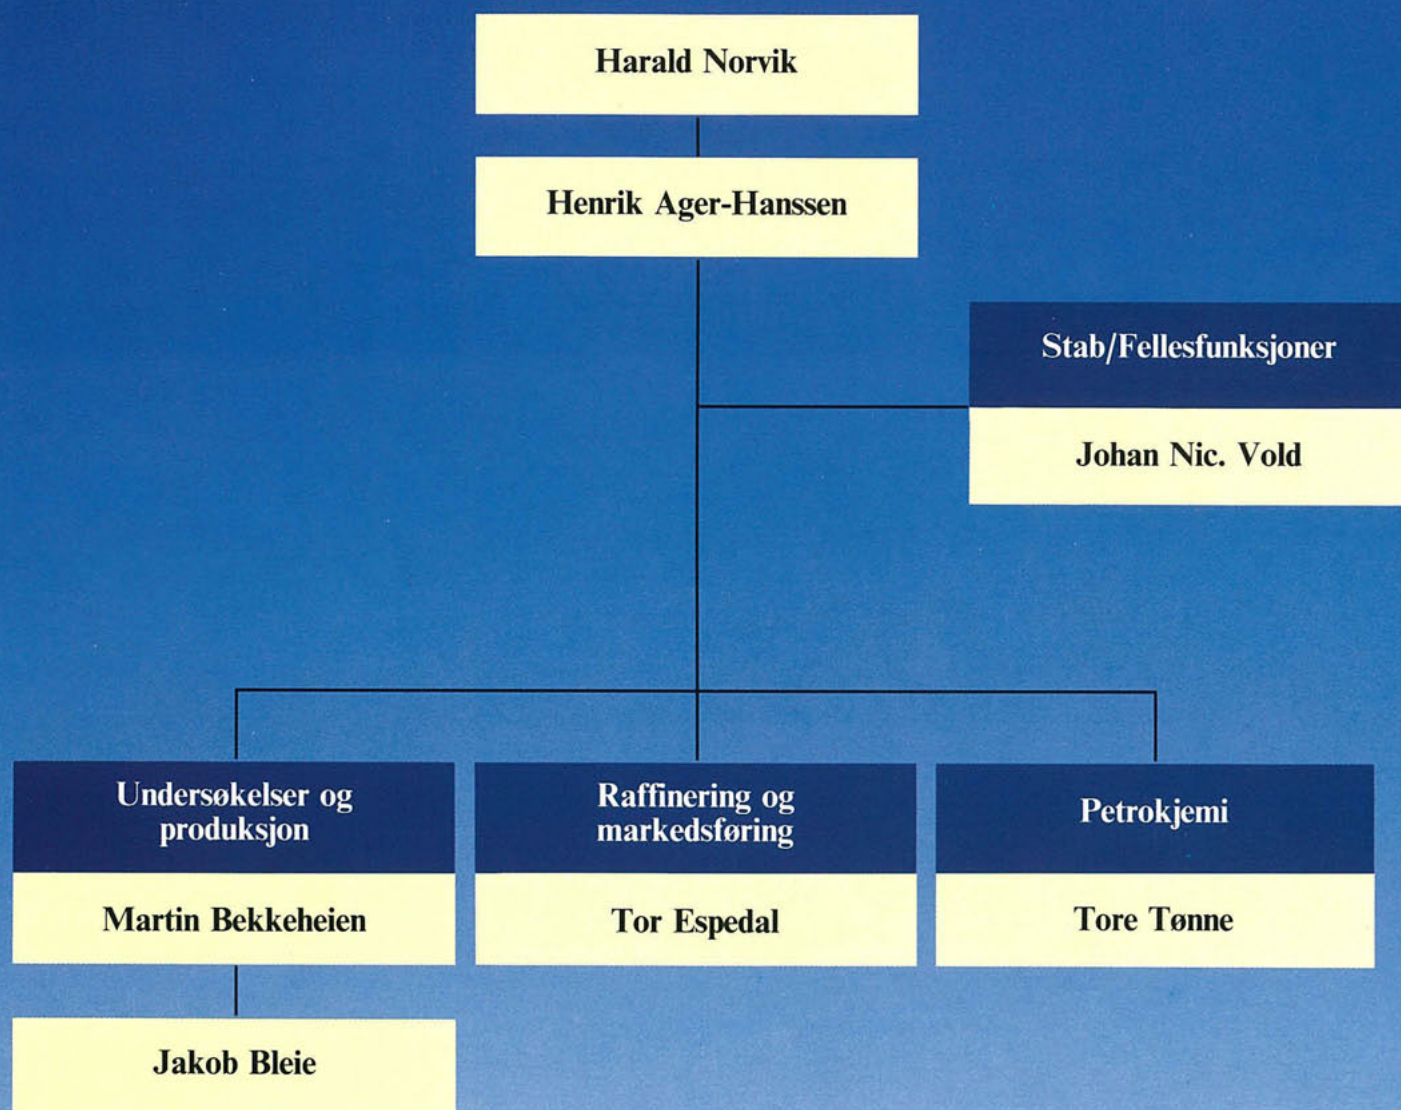 Harald Norvik
Henrik Ager-Hanssen
Stab/Fellesfunksjoner
Johan Nic. Vold
Undersøkelser og
produksjon
Martin Bekkeheien
Jakob Bleie
Raffinering og
markedsføring
Tor Espedal
Petrokjemi
Tore Tønne